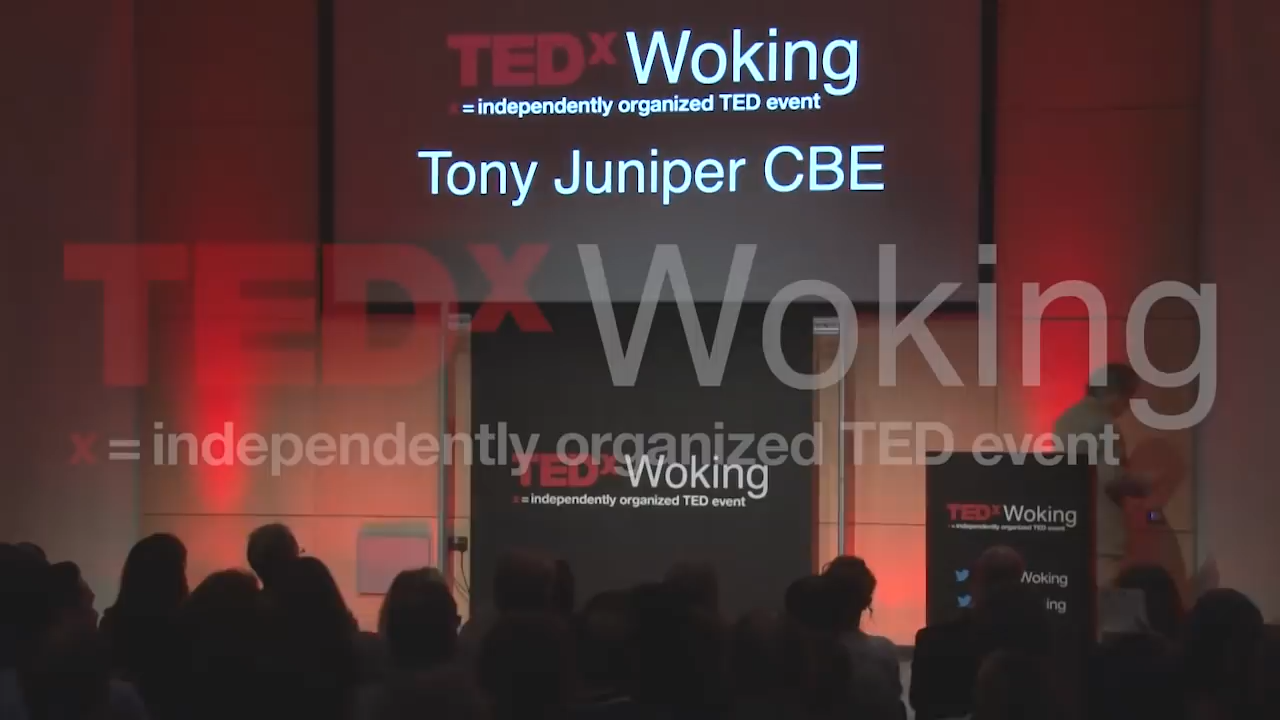 TEDx Woking
x = independently organized TED event
Tony Juniper CBE
TEDx Woking
x = independently organized TED event
TEDx Woking
x = independently organized TED event
TEDx Woking
x = independently organized TED event
Woking
ing